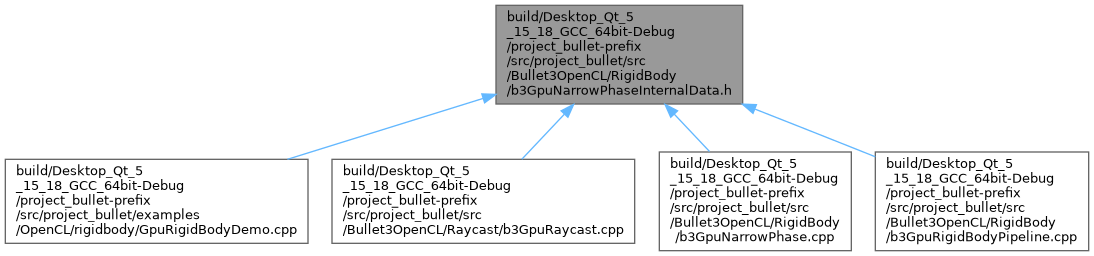 build/Desktop_Qt_5
_15_18_GCC_64bit-Debug
/project_bullet-prefix
/src/project_bullet/src
/Bullet3OpenCL/RigidBody
/b3GpuNarrowPhaseInternalData.h
build/Desktop_Qt_5
_15_18_GCC_64bit-Debug
/project_bullet-prefix
/src/project_bullet/examples
/OpenCL/rigidbody/GpuRigidBodyDemo.cpp
build/Desktop_Qt_5
_15_18_GCC_64bit-Debug
/project_bullet-prefix
/src/project_bullet/src
/Bullet3OpenCL/Raycast/b3GpuRaycast.cpp
build/Desktop_Qt_5
_15_18_GCC_64bit-Debug
/project_bullet-prefix
/src/project_bullet/src
/Bullet3OpenCL/RigidBody
/b3GpuNarrowPhase.cpp
build/Desktop_Qt_5
_15_18_GCC_64bit-Debug
/project_bullet-prefix
/src/project_bullet/src
/Bullet3OpenCL/RigidBody
/b3GpuRigidBodyPipeline.cpp